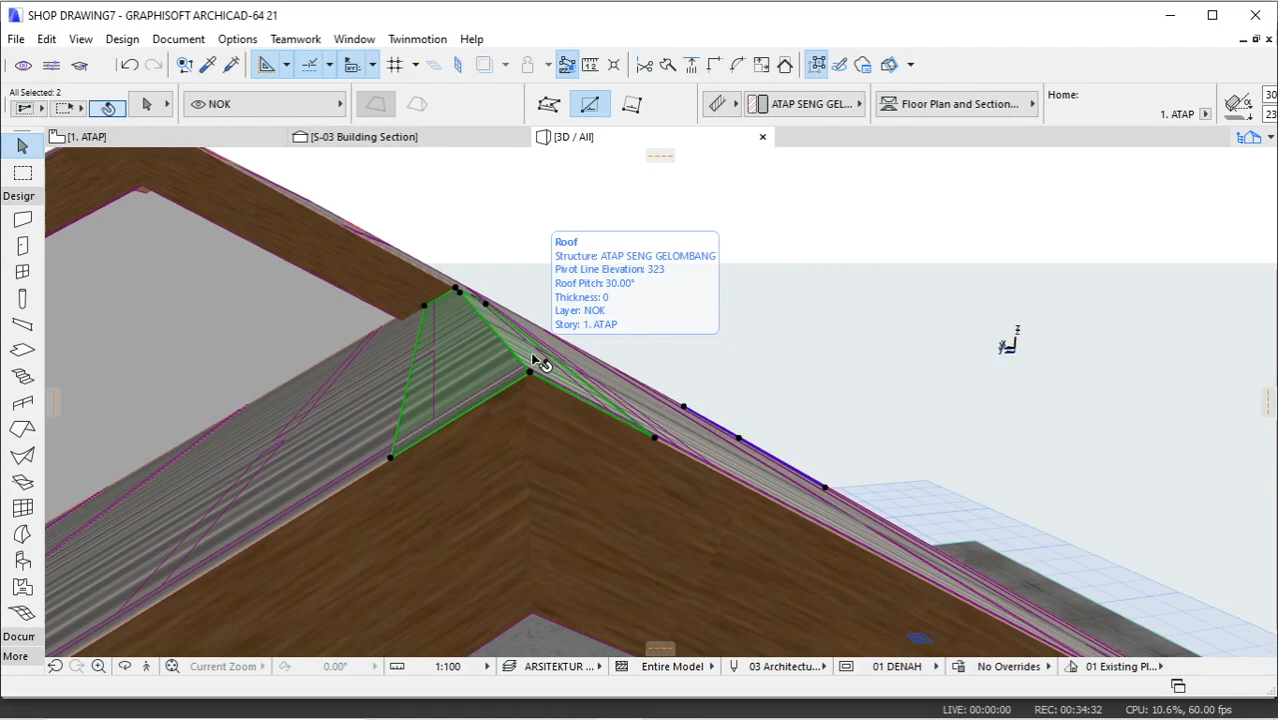 SHOP DRAWING7 - GRAPHISOFT ARCHICAD-64 21
File Edit View Design Document Options Teamwork Window Twinmotion Help
All Selected: 2
NOK
ATAP SENG GEL...
Floor Plan and Section...
Home:
1. ATAP
30
23
[1. ATAP]
[S-03 Building Section]
[3D / All]
Design
Roof
Structure: ATAP SENG GELOMBANG
Pivot Line Elevation: 323
Roof Pitch: 30.00°
Thickness: 0
Layer: NOK
Story: 1. ATAP
z
Docum
More
Current Zoom
0.00°
1:100
ARSITEKTUR ...
Entire Model
03 Architectu...
01 DENAH
No Overrides
01 Existing Pl...
LIVE: 00:00:00
REC: 00:34:32
CPU: 10.6%, 60.00 fps